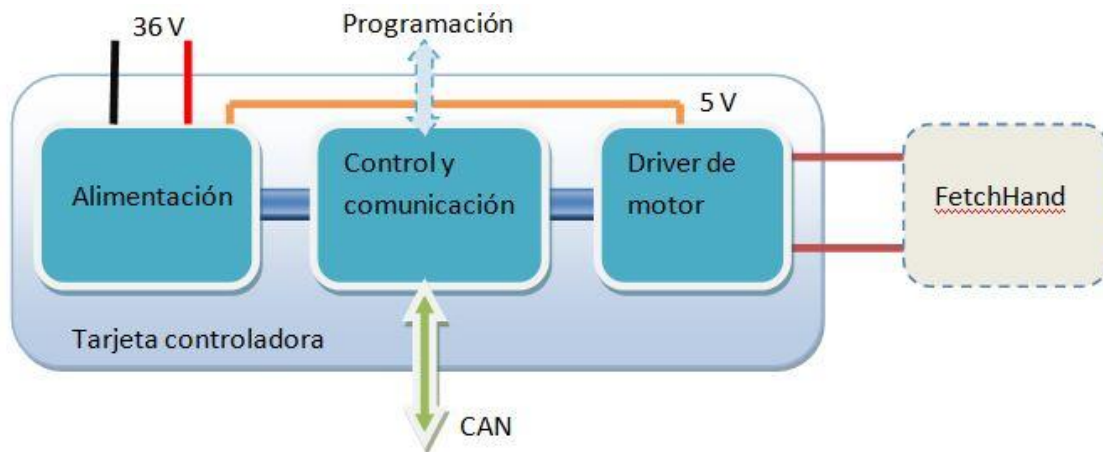 36 V
Programación
5 V
Alimentación
Control y
comunicación
Driver de
motor
FetchHand
Tarjeta controladora
CAN